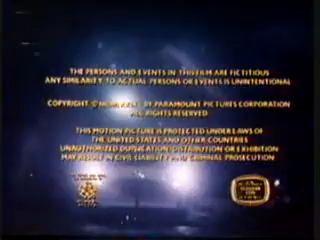 THE PERSONS AND EVENTS IN THIS FILM ARE FICTITIOUS
ANY SIMILARITY TO ACTUAL PERSONS OR EVENTS IS UNINTENTIONAL
COPYRIGHT © BY PARAMOUNT PICTURES CORPORATION
ALL RIGHTS RESERVED
THIS MOTION PICTURE IS PROTECTED UNDER LAWS OF
THE UNITED STATES AND OTHER COUNTRIES
UNAUTHORIZED DUPLICATION, DISTRIBUTION OR EXHIBITION
MAY RESULT IN CIVIL LIABILITY AND CRIMINAL PROSECUTION